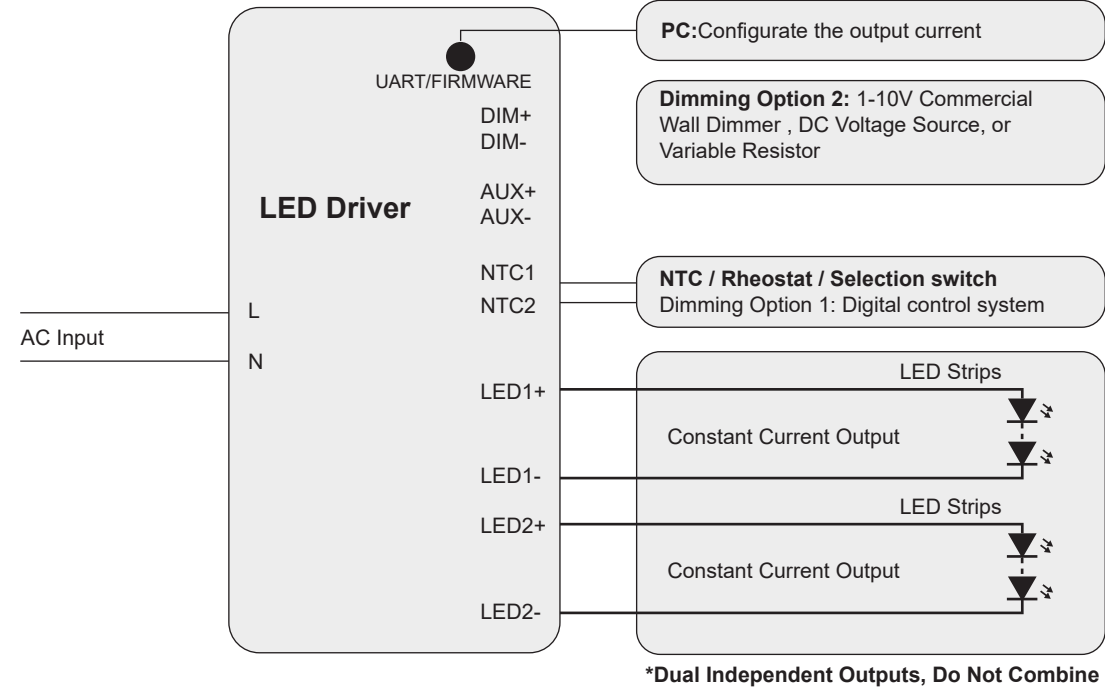 PC:Configurate the output current
UART/FIRMWARE
DIM+
DIM-
Dimming Option 2: 1-10V Commercial
Wall Dimmer , DC Voltage Source, or
Variable Resistor
LED Driver
AUX+
AUX-
NTC1
NTC2
NTC / Rheostat / Selection switch
Dimming Option 1: Digital control system
L
AC Input
N
LED1+
LED Strips
Constant Current Output
LED1-
LED2+
LED Strips
Constant Current Output
LED2-
*Dual Independent Outputs, Do Not Combine